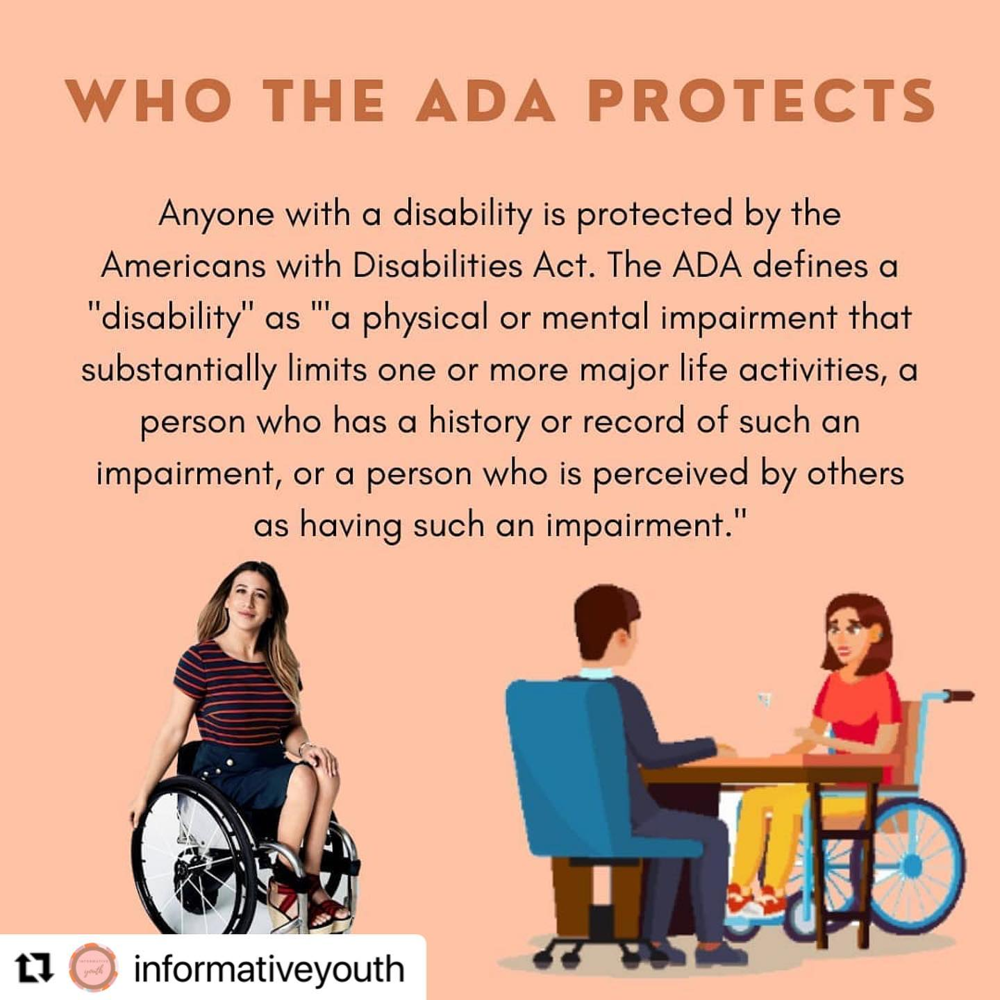 WHO THE ADA PROTECTS
Anyone with a disability is protected by the
Americans with Disabilities Act. The ADA defines a
"disability" as "'a physical or mental impairment that
substantially limits one or more major life activities, a
person who has a history or record of such an
impairment, or a person who is perceived by others
as having such an impairment."
INFORMATIVE
youth
informativeyouth